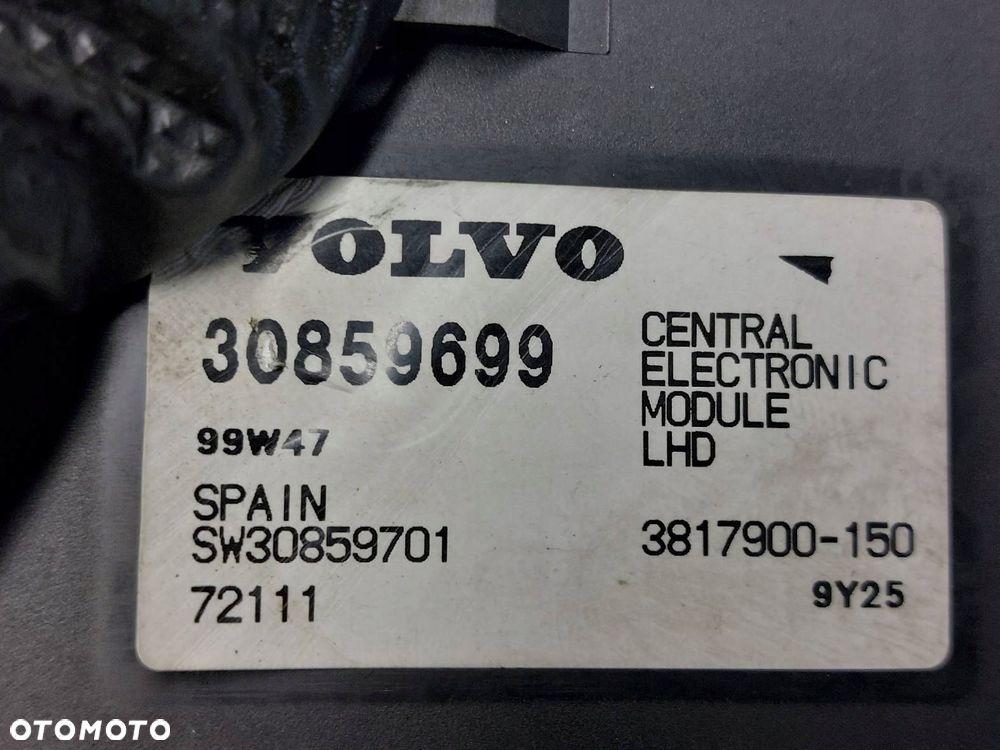 VOLVO
30859699
99W47
SPAIN
SW30859701
72111
CENTRAL
ELECTRONIC
MODULE
LHD
3817900-150
9Y25
OTOMOTO